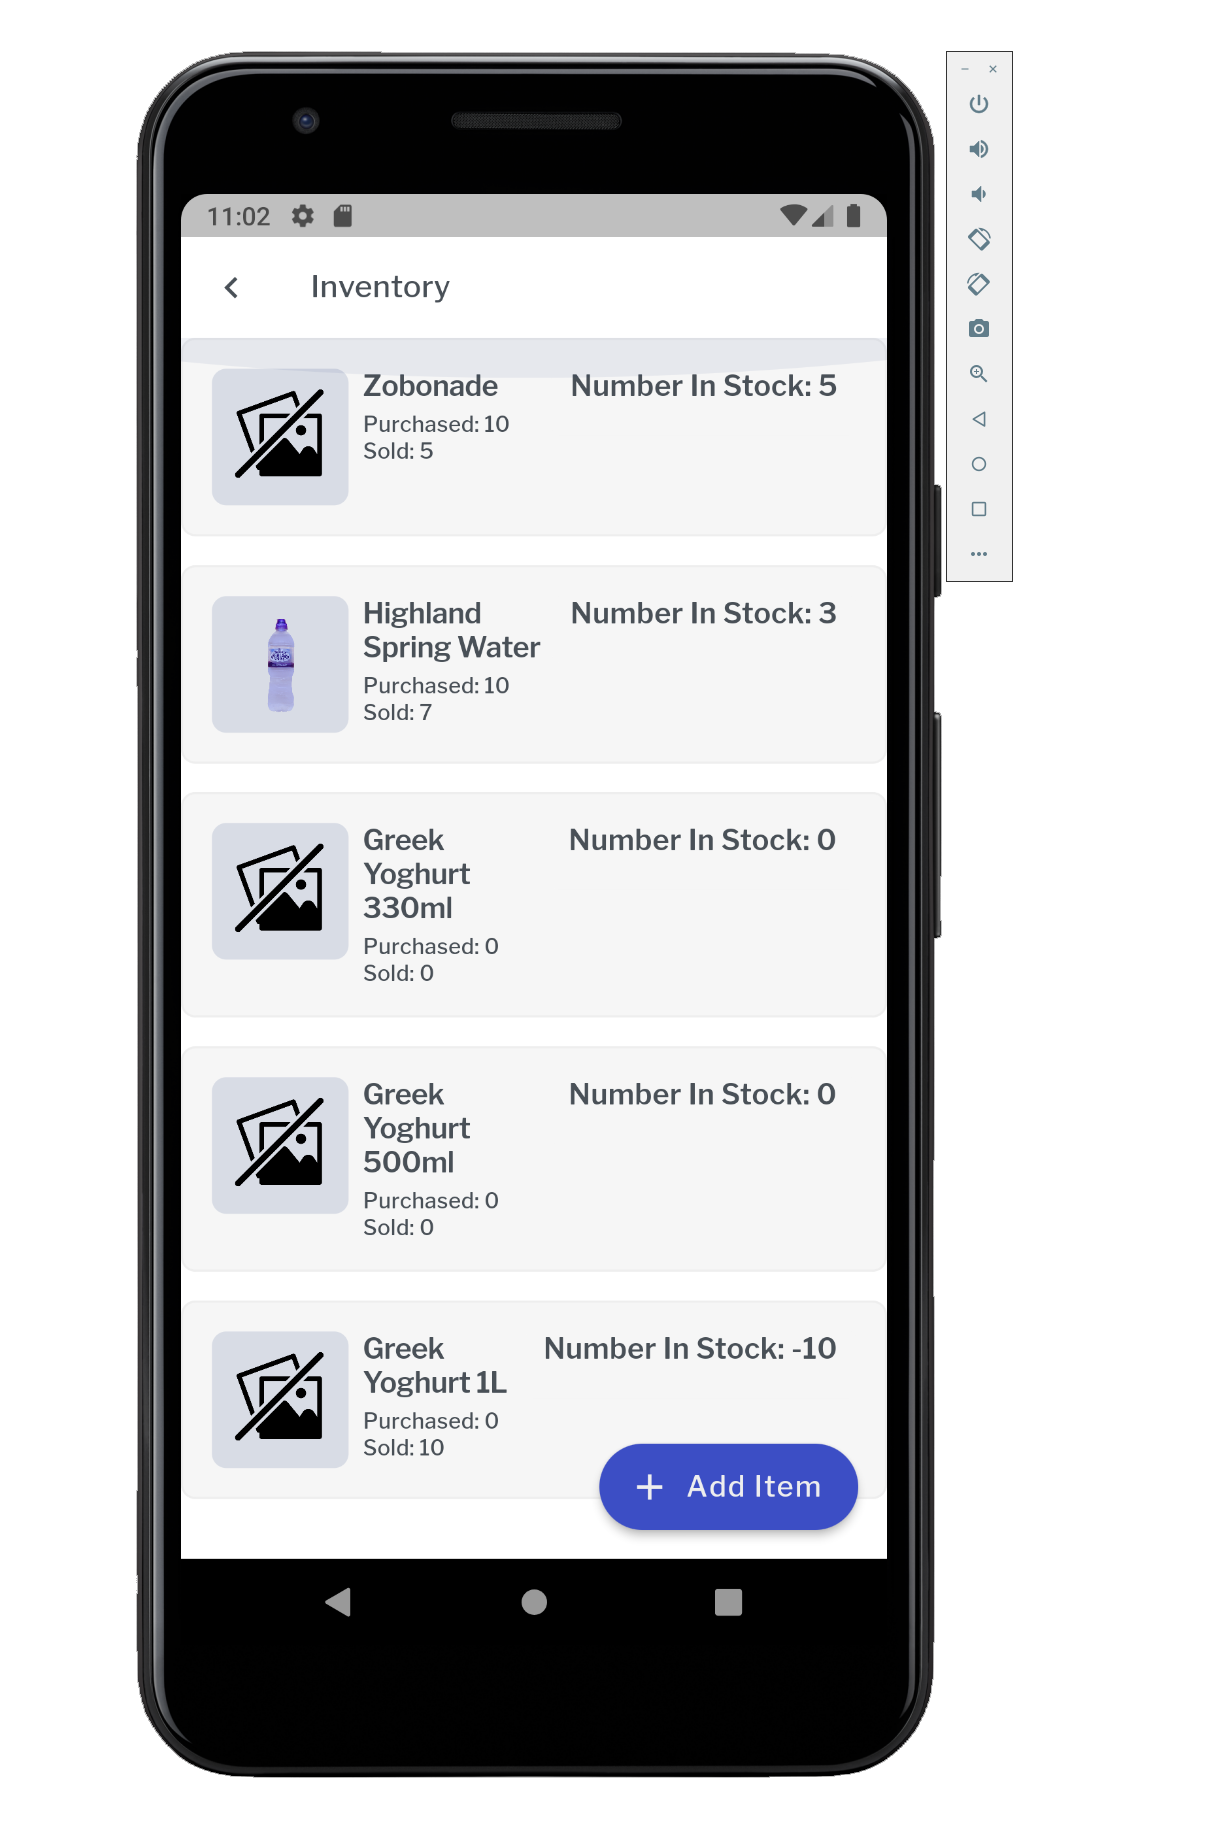 11:02
Inventory
Zobonade
Number In Stock: 5
Purchased: 10
Sold: 5
Highland
Spring Water
Number In Stock: 3
Purchased: 10
Sold: 7
Greek
Yoghurt
330ml
Number In Stock: 0
Purchased: 0
Sold: 0
Greek
Yoghurt
500ml
Number In Stock: 0
Purchased: 0
Sold: 0
Greek
Yoghurt 1L
Number In Stock: -10
Purchased: 0
Sold: 10
+ Add Item